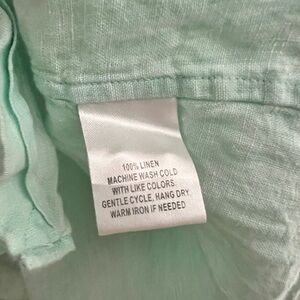 100% LINEN
MACHINE WASH COLD
WITH LIKE COLORS.
GENTLE CYCLE, HANG DRY.
WARM IRON IF NEEDED